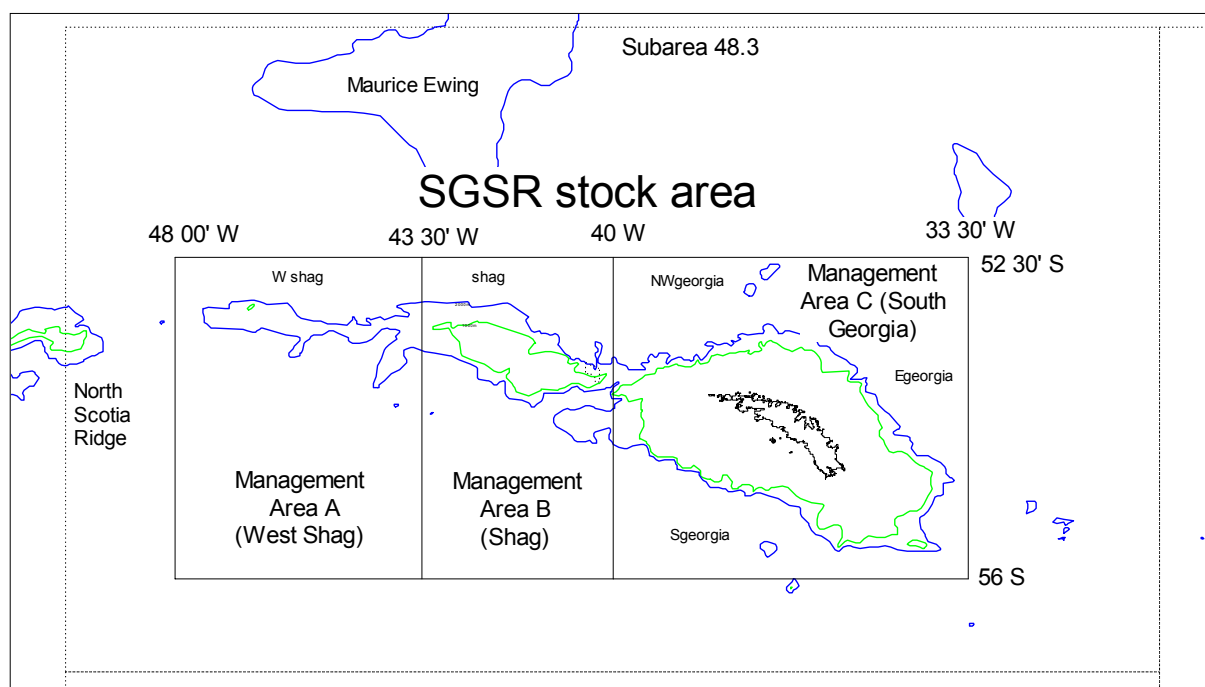 Subarea 48.3
Maurice Ewing
SGSR stock area
48 00' W
43 30' W
40 W
33 30' W
52 30' S
W shag
shag
NWgeorgia
Management
Area C (South
Georgia)
Egeorgia
North
Scotia
Ridge
Management
Area A
(West Shag)
Management
Area B
(Shag)
Sgeorgia
56 S